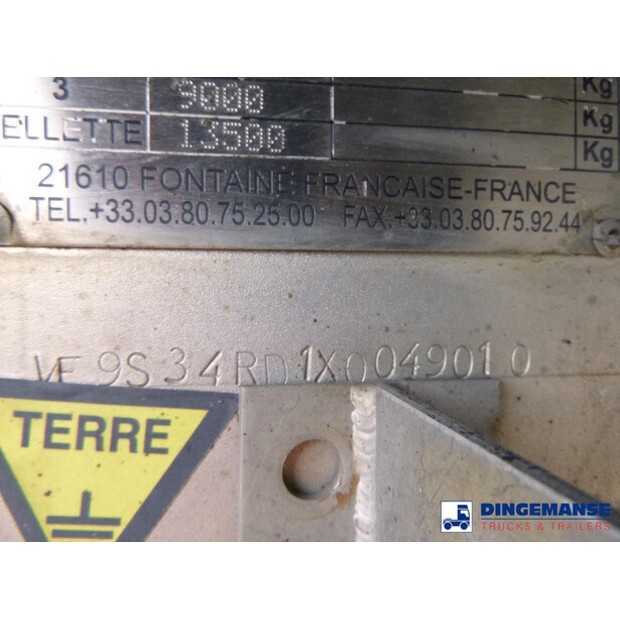 3 9000 Kg
ELLETTE 13500 Kg
Kg
21610 FONTAINE FRANCAISE-FRANCE
TEL.+33.03.80.75.25.00 FAX.+33.03.80.75.92.44
VF9S34RD1X0049010
TERRE
DINGEMANSE
TRUCKS & TRAILERS